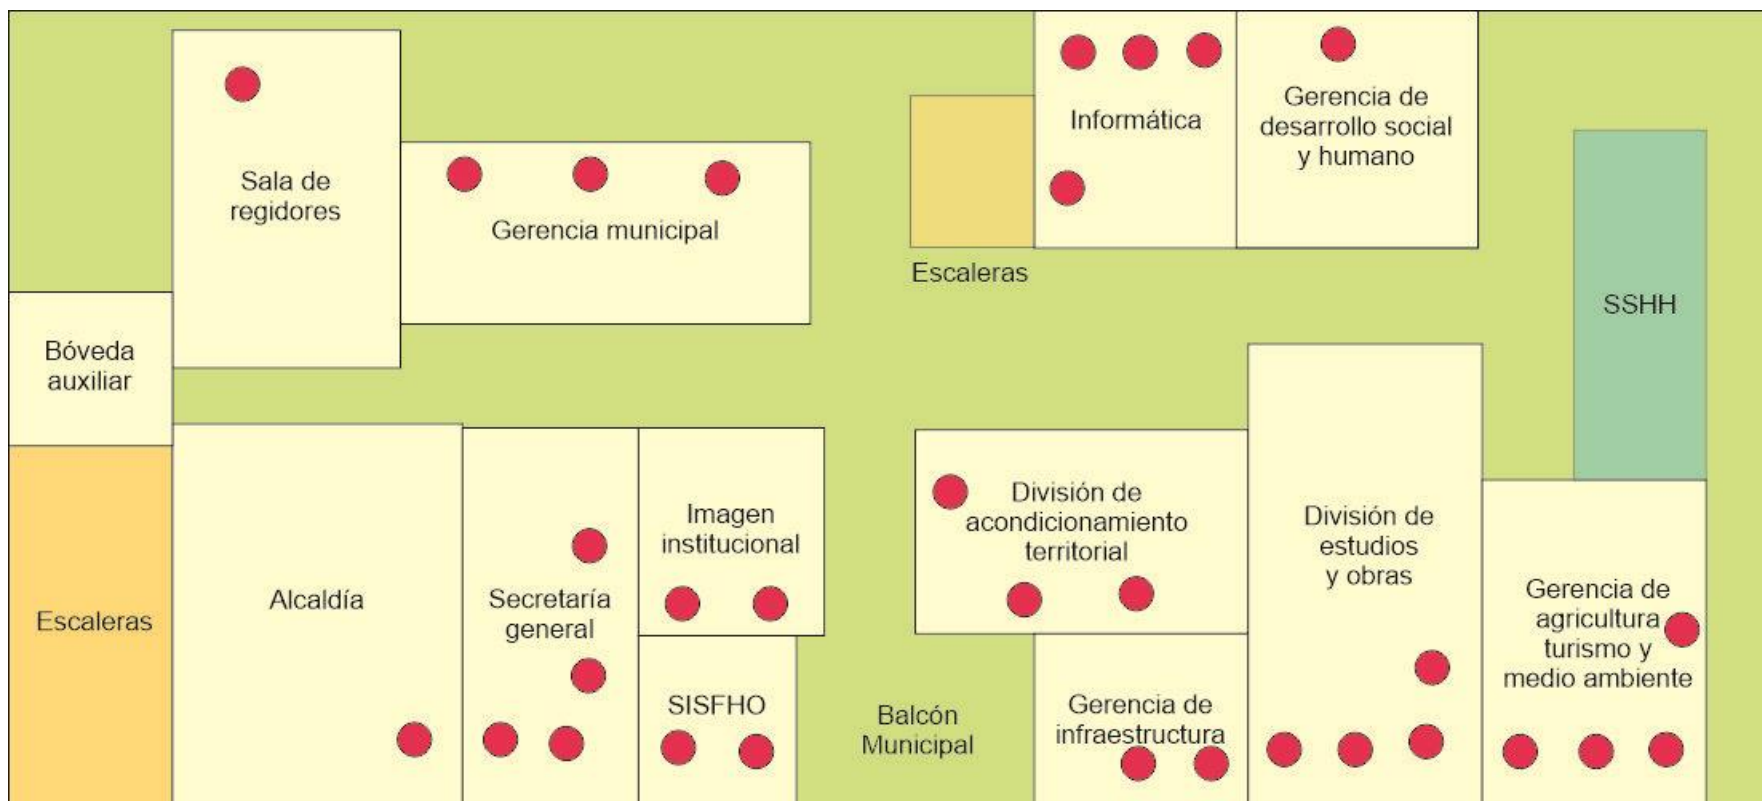 Sala de
regidores
Gerencia municipal
Informática
Gerencia de
desarrollo social
y humano
Escaleras
SSHH
Bóveda
auxiliar
Escaleras
Alcaldía
Secretaría
general
Imagen
institucional
SISFHO
Balcón
Municipal
División de
acondicionamiento
territorial
Gerencia de
infraestructura
División de
estudios
y obras
Gerencia de
agricultura
turismo y
medio ambiente